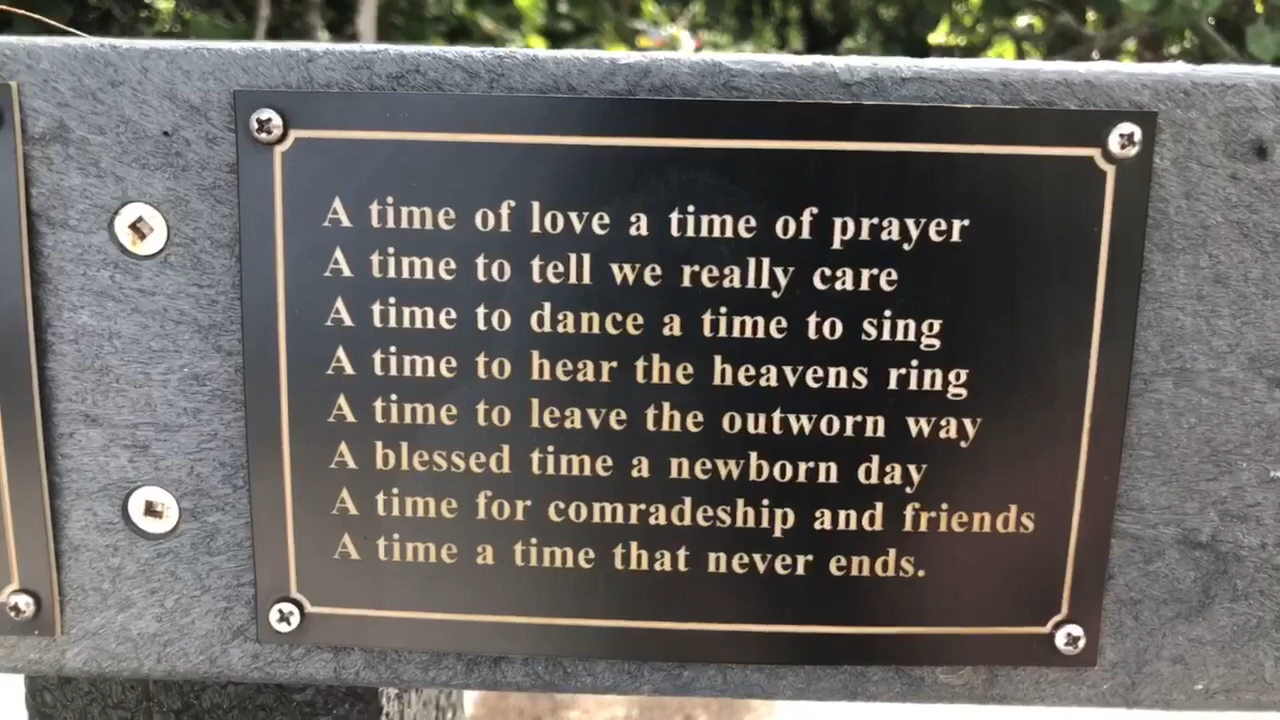 A time of love a time of prayer
A time to tell we really care
A time to dance a time to sing
A time to hear the heavens ring
A time to leave the outworn way
A blessed time a newborn day
A time for comradeship and friends
A time a time that never ends.